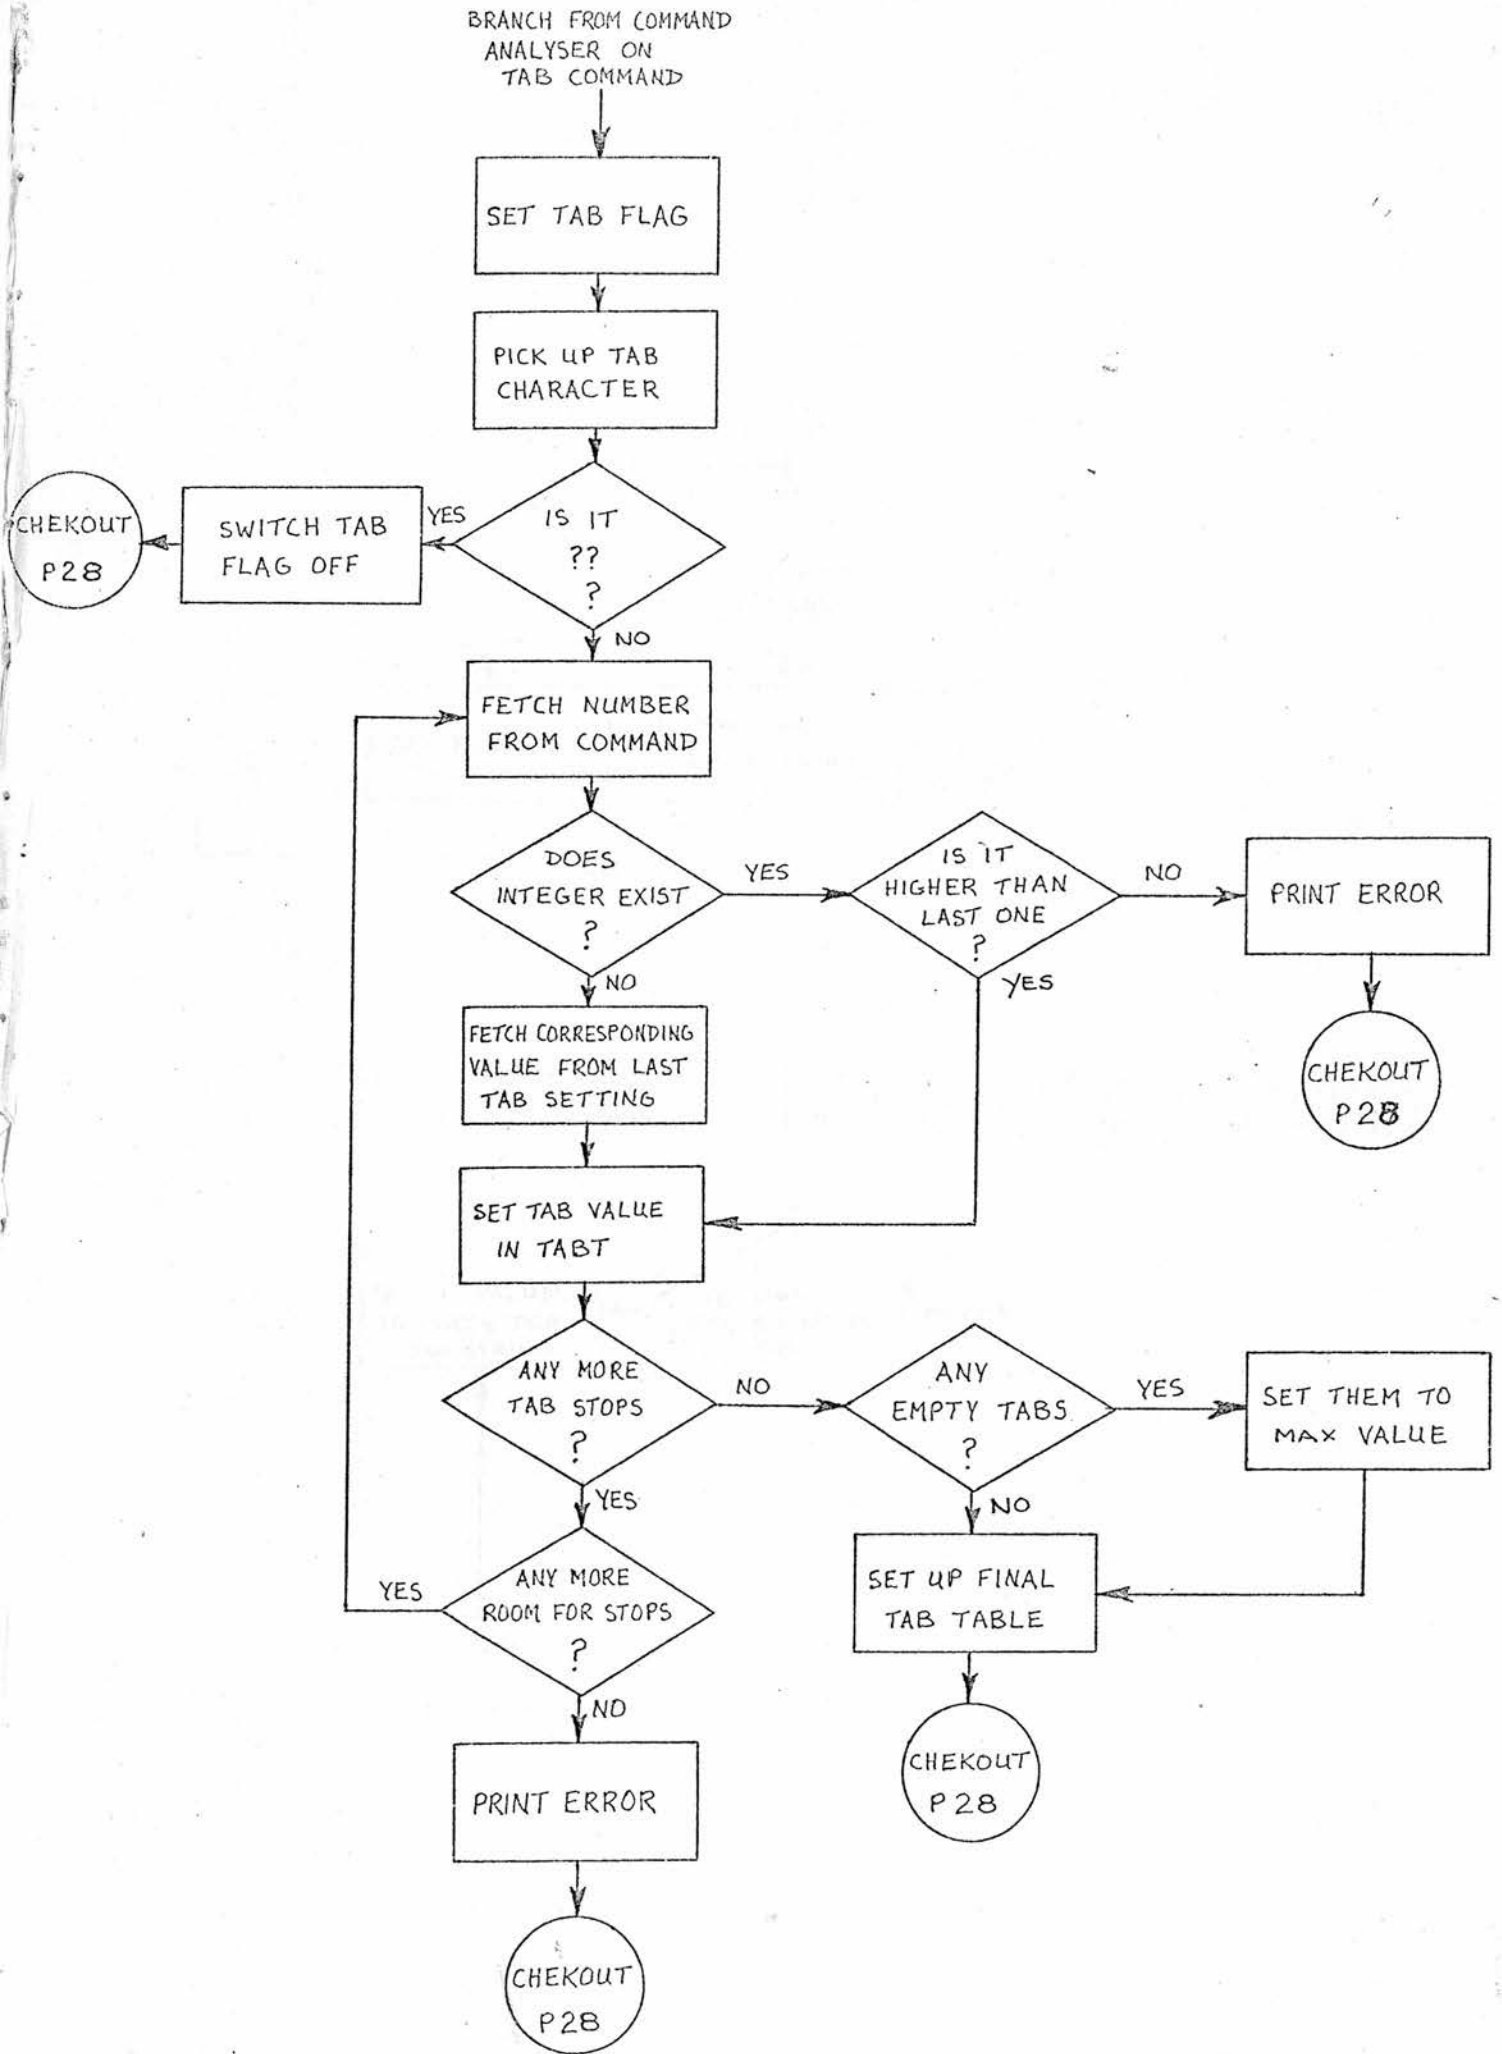 BRANCH FROM COMMAND
ANALYSER ON
TAB COMMAND
SET TAB FLAG
PICK UP TAB
CHARACTER
IS IT
??
?
YES
SWITCH TAB
FLAG OFF
CHEKOUT
P28
NO
FETCH NUMBER
FROM COMMAND
DOES
INTEGER EXIST
?
YES
IS IT
HIGHER THAN
LAST ONE
?
NO
PRINT ERROR
CHEKOUT
P28
YES
NO
FETCH CORRESPONDING
VALUE FROM LAST
TAB SETTING
SET TAB VALUE
IN TABT
ANY MORE
TAB STOPS
?
NO
ANY
EMPTY TABS
?
YES
SET THEM TO
MAX VALUE
NO
SET UP FINAL
TAB TABLE
CHEKOUT
P28
YES
ANY MORE
ROOM FOR STOPS
?
YES
NO
PRINT ERROR
CHEKOUT
P28